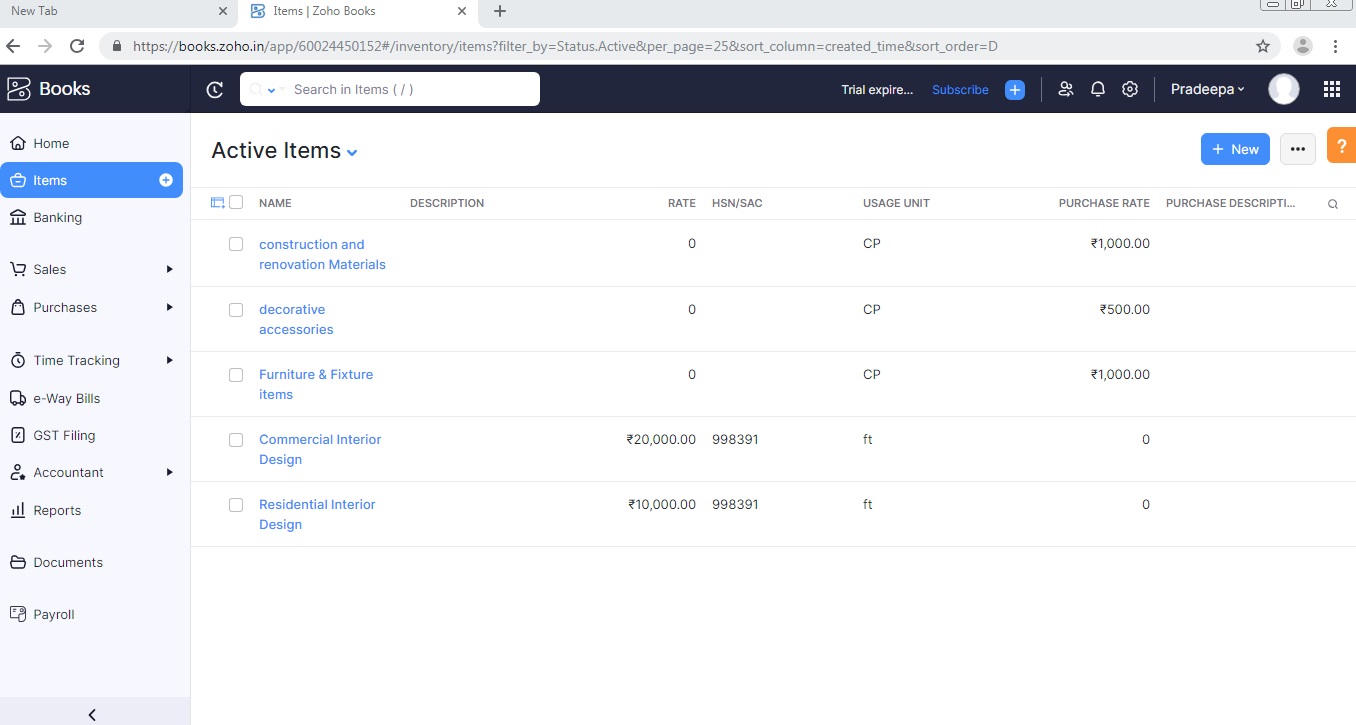 New Tab
Items | Zoho Books
https://books.zoho.in/app/60024450152#/inventory/items?filter_by=Status.Active&per_page=25&sort_column=created_time&sort_order=D
Books
Search in Items ( / )
Trial expire...
Subscribe
Pradeepa
Home
Items
Banking
Sales
Purchases
Time Tracking
e-Way Bills
GST Filing
Accountant
Reports
Documents
Payroll
Active Items
+ New
?
NAME DESCRIPTION RATE HSN/SAC USAGE UNIT PURCHASE RATE PURCHASE DESCRIPTI...
construction and 0 CP ₹1,000.00
renovation Materials
decorative 0 CP ₹500.00
accessories
Furniture & Fixture 0 CP ₹1,000.00
items
Commercial Interior ₹20,000.00 998391 ft 0
Design
Residential Interior ₹10,000.00 998391 ft 0
Design